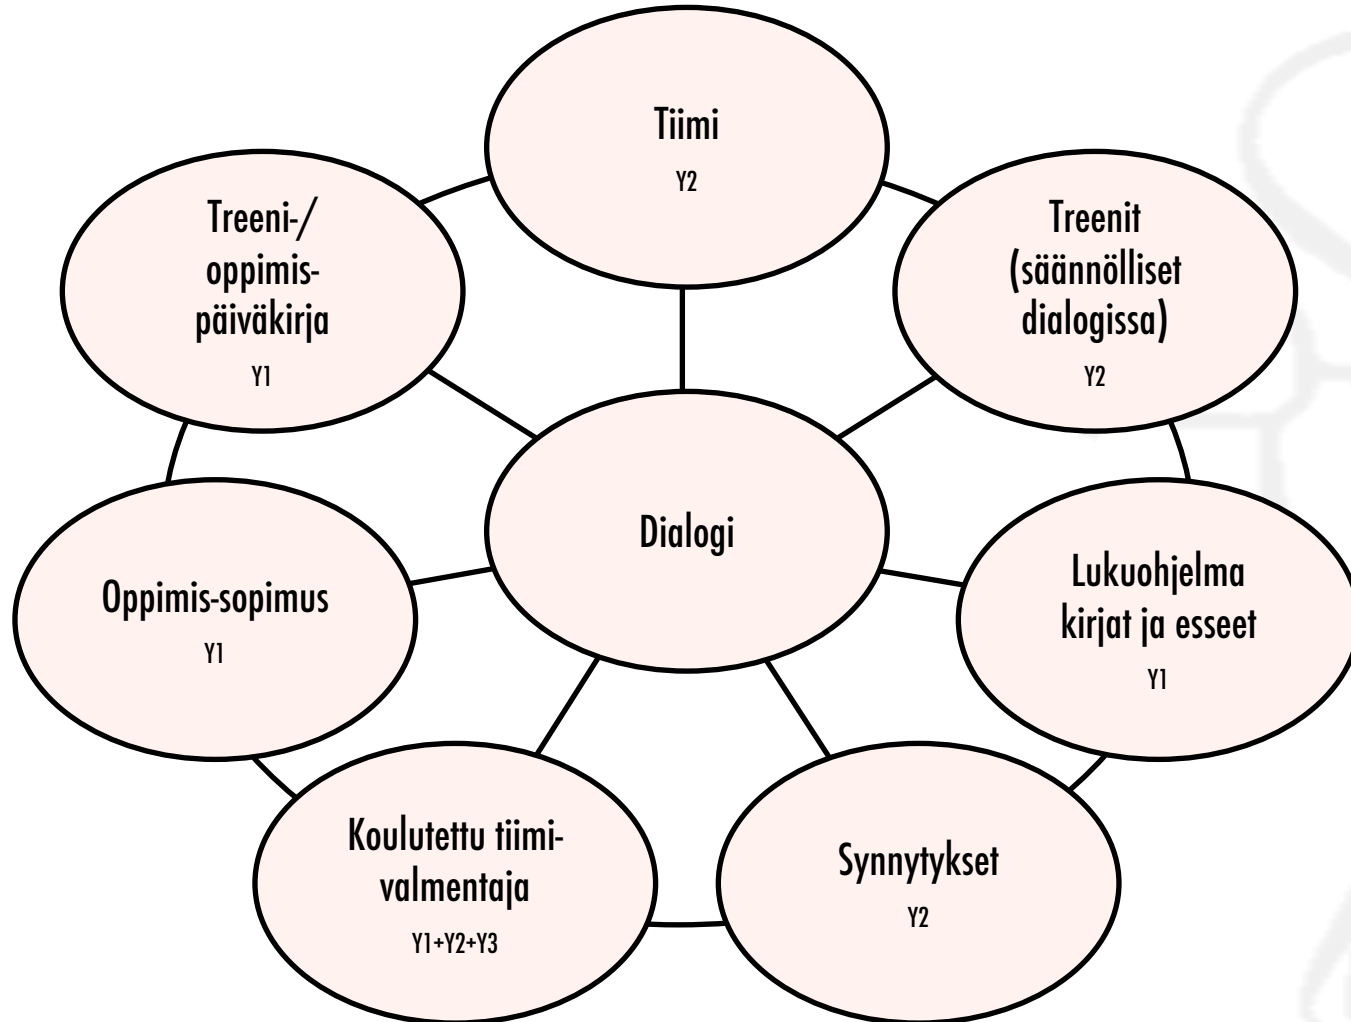 Tiimi
Y2
Treeni-/
oppimis-
päiväkirja
Y1
Treenit
(säännölliset
dialogissa)
Y2
Dialogi
Oppimis-sopimus
Y1
Lukuohjelma
kirjat ja esseet
Y1
Koulutettu tiimi-
valmentaja
Y1+Y2+Y3
Synnytykset
Y2